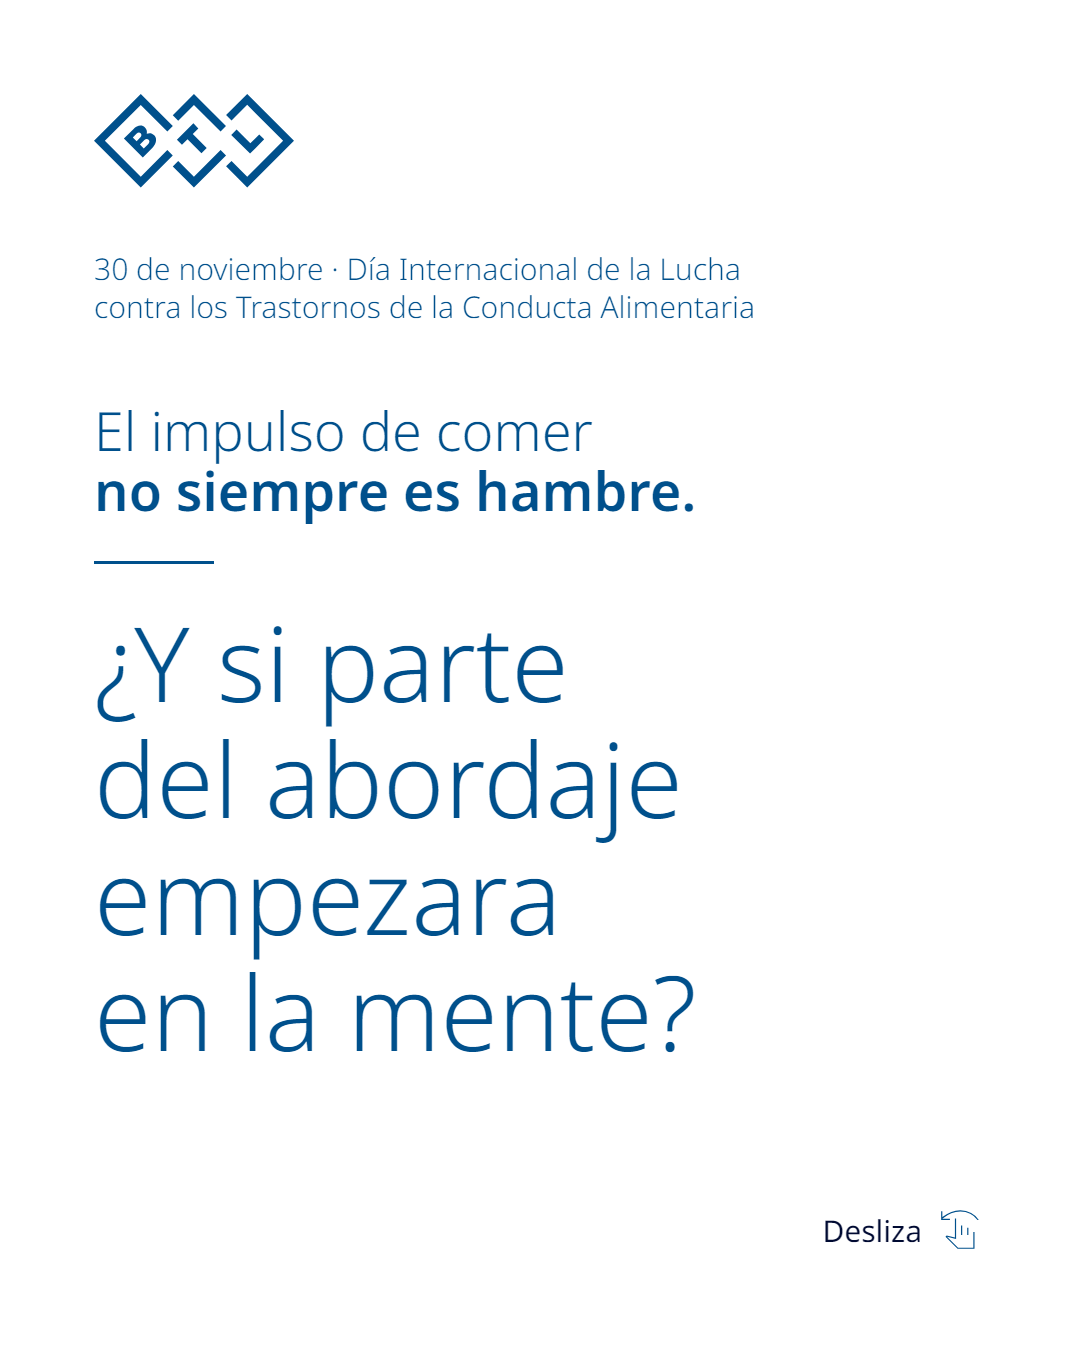 BTL
30 de noviembre · Día Internacional de la Lucha
contra los Trastornos de la Conducta Alimentaria
El impulso de comer
no siempre es hambre.
¿Y si parte
del abordaje
empezara
en la mente?
Desliza